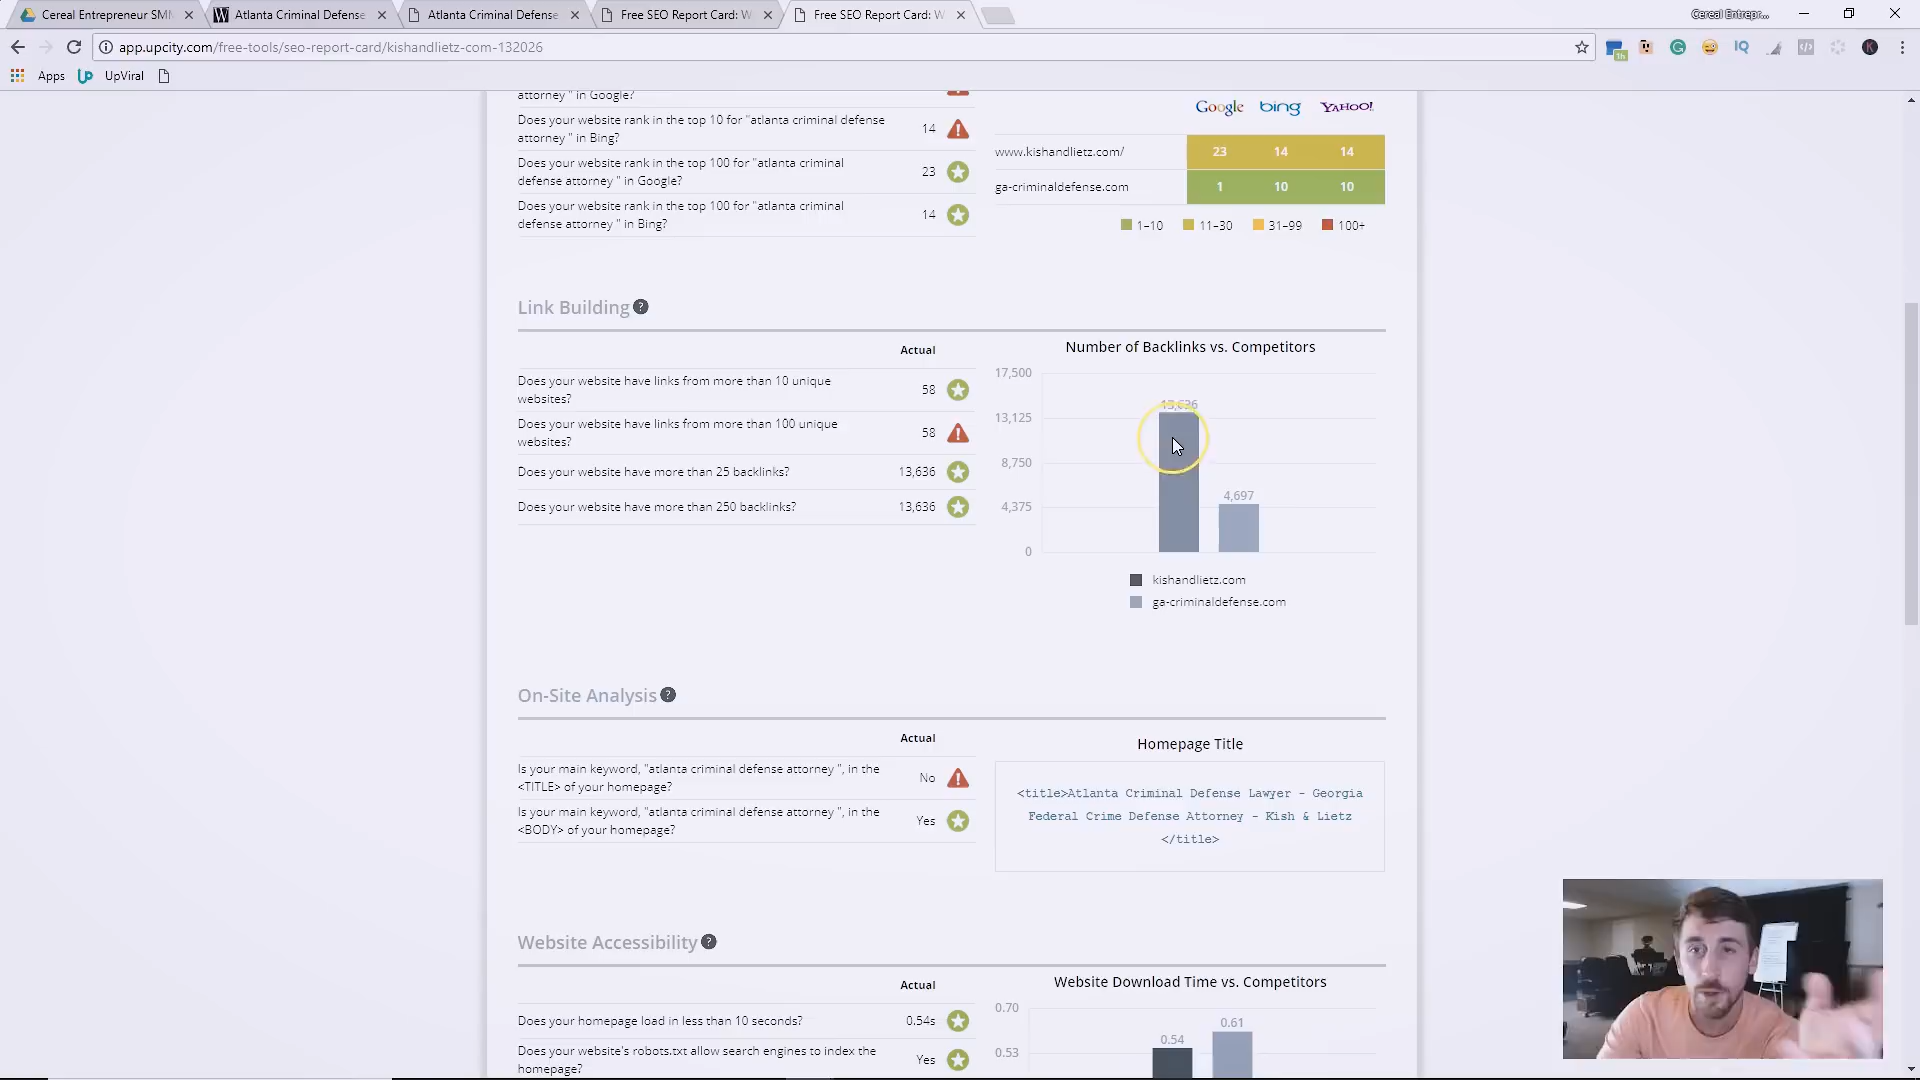 Cereal Entrepreneur SMM
Atlanta Criminal Defense
Atlanta Criminal Defense
Free SEO Report Card: W
Free SEO Report Card: W
Cereal Entrepr...
app.upcity.com/free-tools/seo-report-card/kishandlietz-com-132026
1h
IQ
K
Apps
UpViral
attorney " in Google?
Does your website rank in the top 10 for "atlanta criminal defense
attorney " in Bing?
14
Does your website rank in the top 100 for "atlanta criminal
defense attorney " in Google?
23
Does your website rank in the top 100 for "atlanta criminal
defense attorney " in Bing?
14
Google bing YAHOO!
www.kishandlietz.com/ 23 14 14
ga-criminaldefense.com 1 10 10
1–10 11–30 31–99 100+
Link Building ?
Actual
Does your website have links from more than 10 unique
websites?
58
Does your website have links from more than 100 unique
websites?
58
Does your website have more than 25 backlinks? 13,636
Does your website have more than 250 backlinks? 13,636
Number of Backlinks vs. Competitors
17,500
13,125
8,750
4,375
0
13,636
4,697
kishandlietz.com
ga-criminaldefense.com
On-Site Analysis ?
Actual
Is your main keyword, "atlanta criminal defense attorney ", in the
<TITLE> of your homepage?
No
Is your main keyword, "atlanta criminal defense attorney ", in the
<BODY> of your homepage?
Yes
Homepage Title
<title>Atlanta Criminal Defense Lawyer – Georgia
Federal Crime Defense Attorney – Kish & Lietz
</title>
Website Accessibility ?
Actual
Does your homepage load in less than 10 seconds? 0.54s
Does your website's robots.txt allow search engines to index the
homepage?
Yes
Website Download Time vs. Competitors
0.70
0.53
0.54
0.61